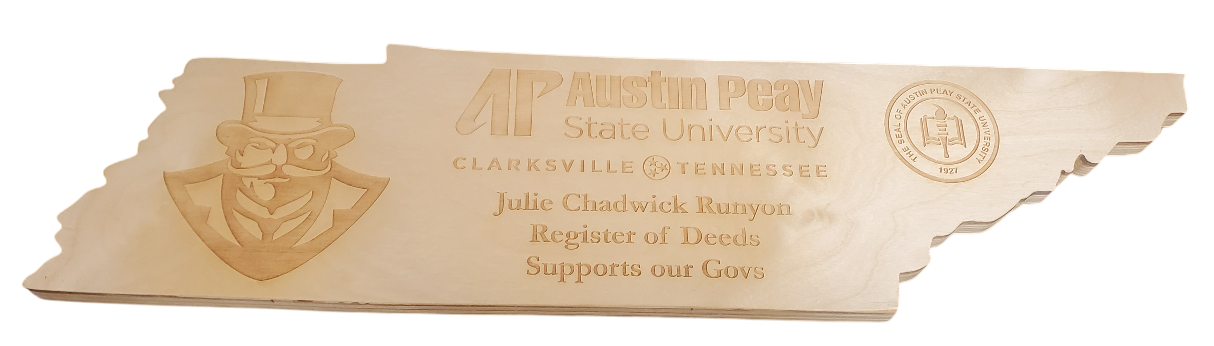 AP Austin Peay
State University
CLARKSVILLE TENNESSEE
Julie Chadwick Runyon
Register of Deeds
Supports our Govs
THE SEAL OF AUSTIN PEAY STATE UNIVERSITY
1927